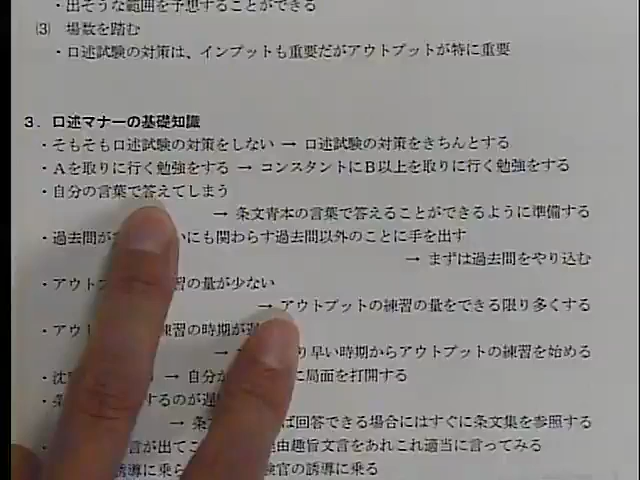 ・出そうな範囲を予想することができる
(3) 場数を踏む
・口述試験の対策は、インプットも重要だがアウトプットが特に重要
3．口述マナーの基礎知識
・そもそも口述試験の対策をしない → 口述試験の対策をきちんとする
・Aを取りに行く勉強をする → コンスタントにB以上を取りに行く勉強をする
・自分の言葉で答えてしまう
→ 条文青本の言葉で答えることができるように準備する
・過去問が いにも関わらず過去問以外のことに手を出す
→ まずは過去問をやり込む
・アウト 習の量が少ない
→ アウトプットの練習の量をできる限り多くする
・アウ 練習の時期が遅
→ り早い時期からアウトプットの練習を始める
・沈 → 自分か に局面を打開する
・条 するのが遅
→ 条 ば回答できる場合にはすぐに条文集を参照する
・ 言が出てこ 由趣旨文言をあれこれ適当に言ってみる
誘導に乗ら 験官の誘導に乗る